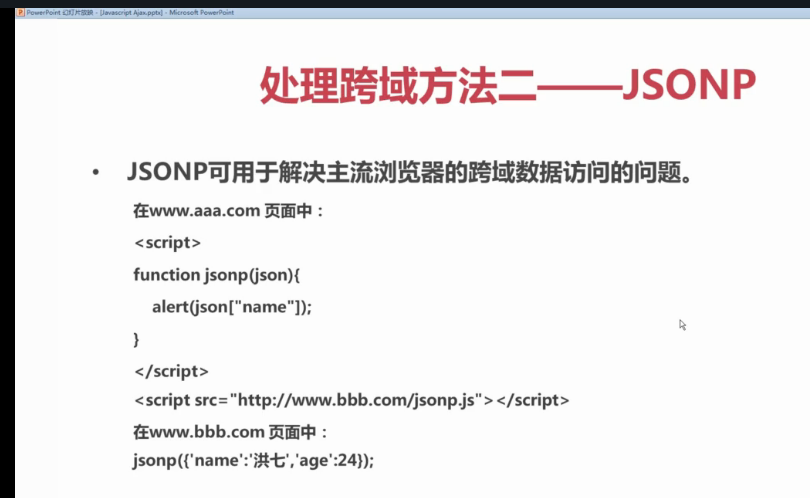 PowerPoint 幻灯片放映 - [Javascript Ajax.pptx] - Microsoft PowerPoint
处理跨域方法二——JSONP
• JSONP可用于解决主流浏览器的跨域数据访问的问题。
在www.aaa.com 页面中：
<script>
function jsonp(json){
alert(json["name"]);
}
</script>
<script src="http://www.bbb.com/jsonp.js"></script>
在www.bbb.com 页面中：
jsonp({'name':'洪七','age':24});